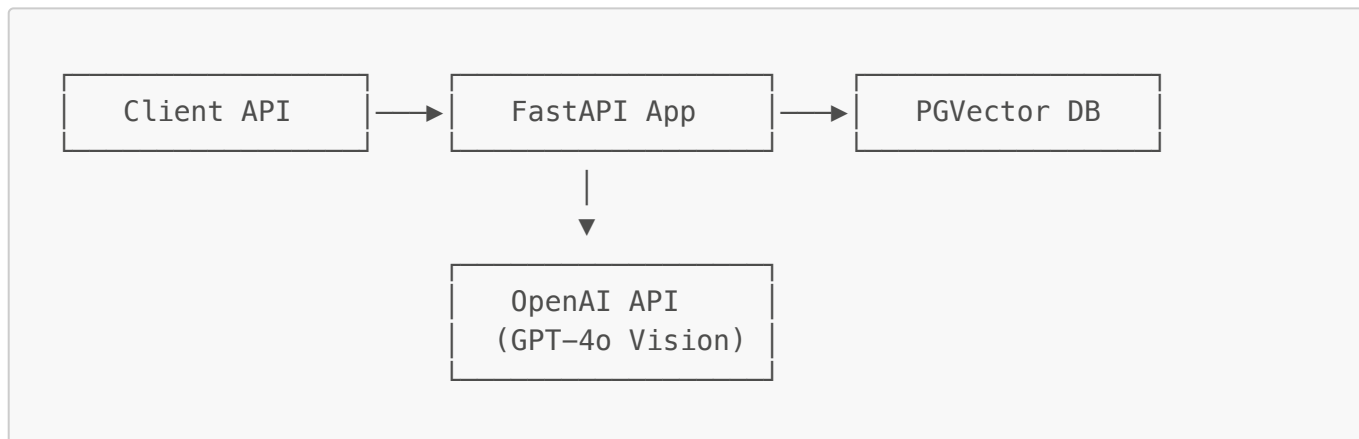 Client API FastAPI App PGVector DB
OpenAI API
(GPT-4o Vision)